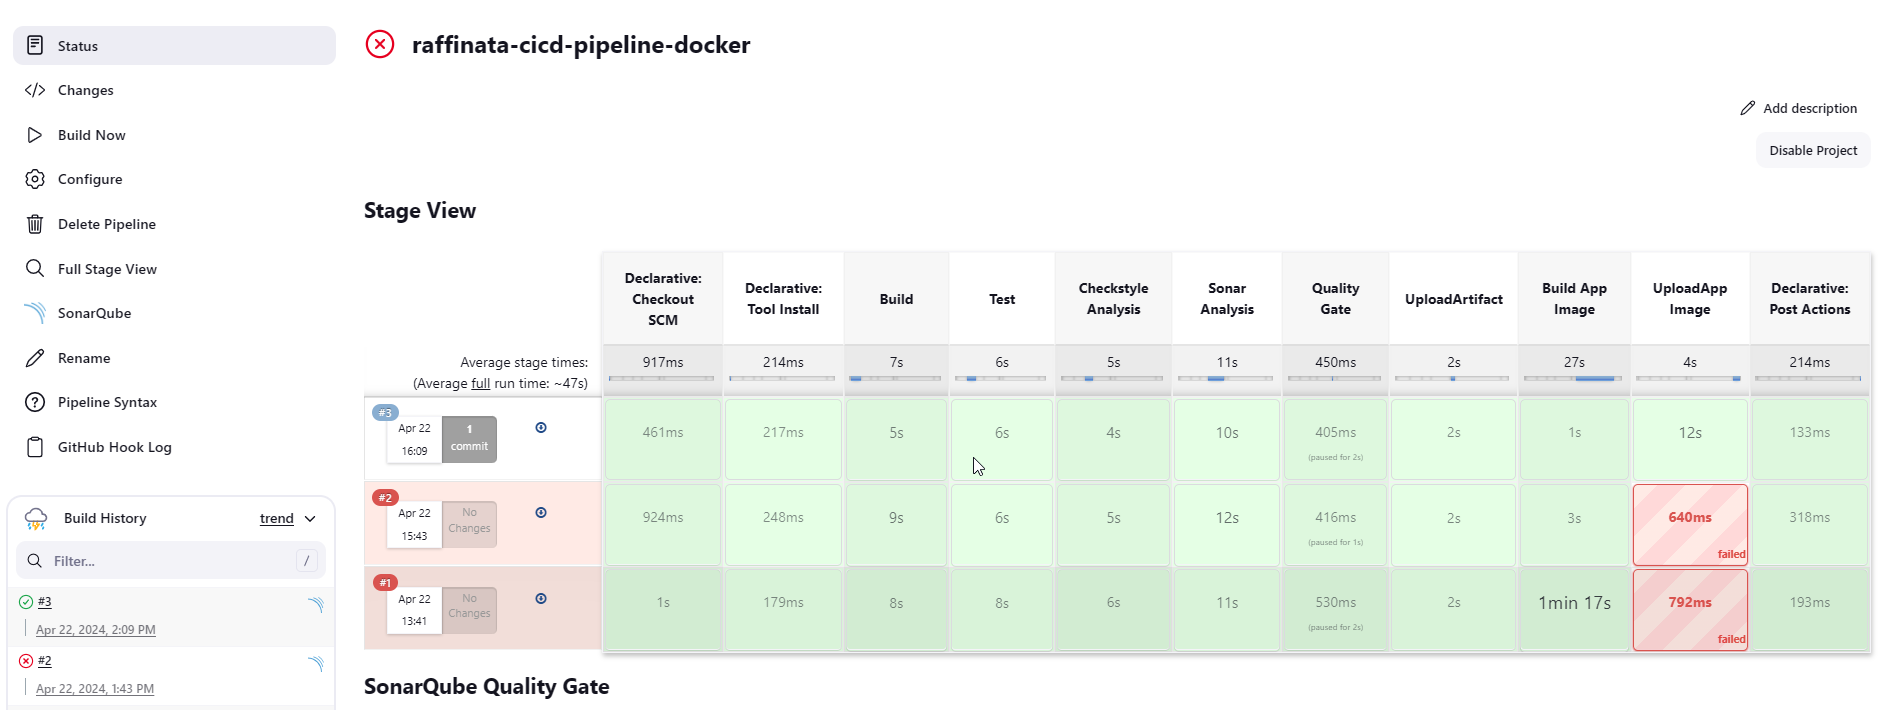 Status
Changes
Build Now
Configure
Delete Pipeline
Full Stage View
SonarQube
Rename
Pipeline Syntax
GitHub Hook Log
Build History
trend
Filter...
/
#3
Apr 22, 2024, 2:09 PM
#2
Apr 22, 2024, 1:43 PM
raffinata-cicd-pipeline-docker
Add description
Disable Project
Stage View
Declarative:
Checkout
SCM
Declarative:
Tool Install
Build
Test
Checkstyle
Analysis
Sonar
Analysis
Quality
Gate
UploadArtifact
Build App
Image
UploadApp
Image
Declarative:
Post Actions
Average stage times:
(Average full run time: ~47s)
917ms
214ms
7s
6s
5s
11s
450ms
2s
27s
4s
214ms
#3
Apr 22
16:09
1
commit
461ms
217ms
5s
6s
4s
10s
405ms
(paused for 2s)
2s
1s
12s
133ms
#2
Apr 22
15:43
No
Changes
924ms
248ms
9s
6s
5s
12s
416ms
(paused for 1s)
2s
3s
640ms
failed
318ms
#1
Apr 22
13:41
No
Changes
1s
179ms
8s
8s
6s
11s
530ms
(paused for 2s)
2s
1min 17s
792ms
failed
193ms
SonarQube Quality Gate